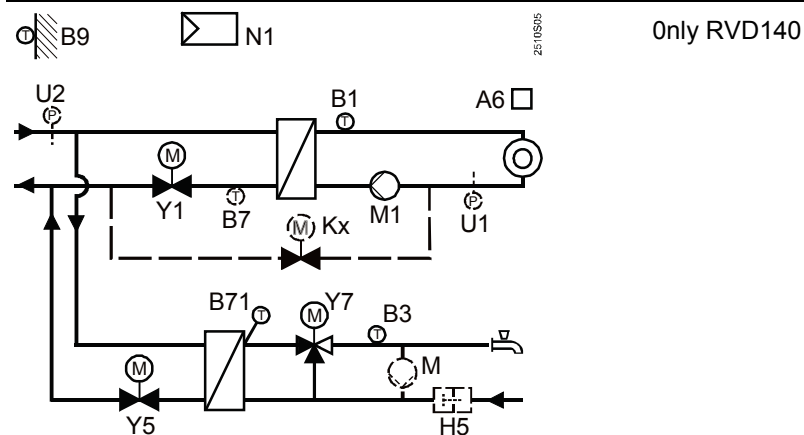 B9
T
N1
2510S05
0nly RVD140
U2
P
B1
T
A6
M
Y1
T
B7
M1
P
U1
M Kx
B71
T
M
Y7
B3
T
M
M
Y5
H5